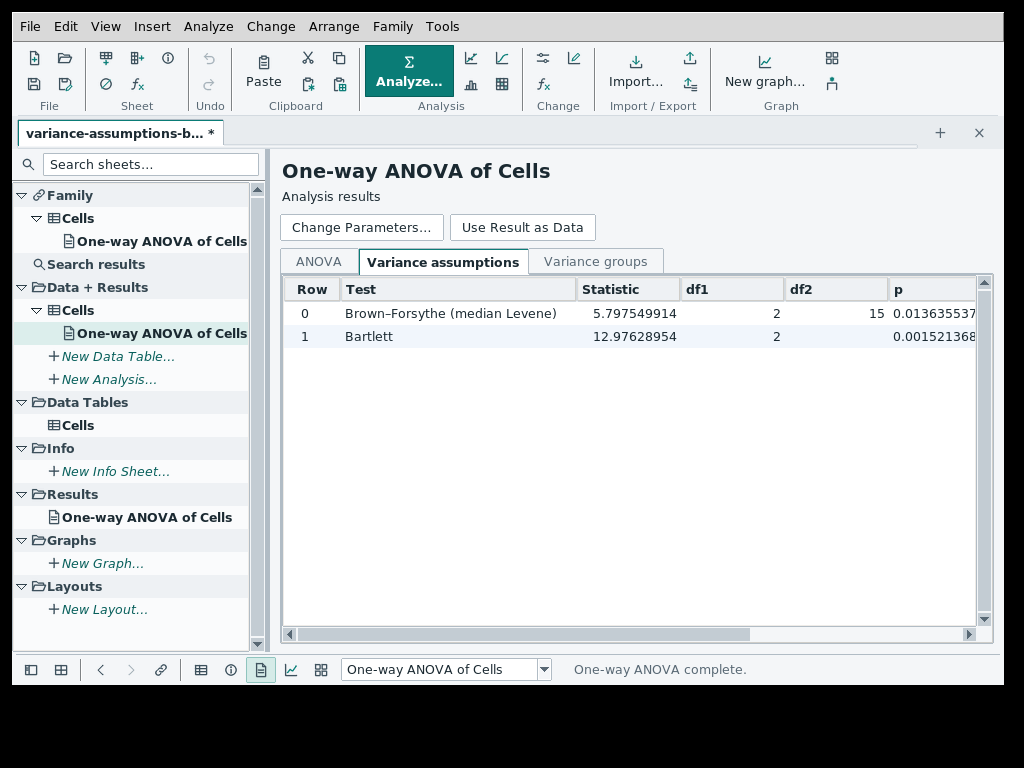 File Edit View Insert Analyze Change Arrange Family Tools
Paste Analyze... Import... New graph...
File Sheet Undo Clipboard Analysis Change Import / Export Graph
variance-assumptions-b... *
Search sheets...
Family
Cells
One-way ANOVA of Cells
Search results
Data + Results
Cells
One-way ANOVA of Cells
New Data Table...
New Analysis...
Data Tables
Cells
Info
New Info Sheet...
Results
One-way ANOVA of Cells
Graphs
New Graph...
Layouts
New Layout...
One-way ANOVA of Cells
Analysis results
Change Parameters... Use Result as Data
ANOVA Variance assumptions Variance groups
Row Test Statistic df1 df2 p
0 Brown–Forsythe (median Levene) 5.797549914 2 15 0.013635537
1 Bartlett 12.97628954 2 0.001521368
One-way ANOVA of Cells One-way ANOVA complete.